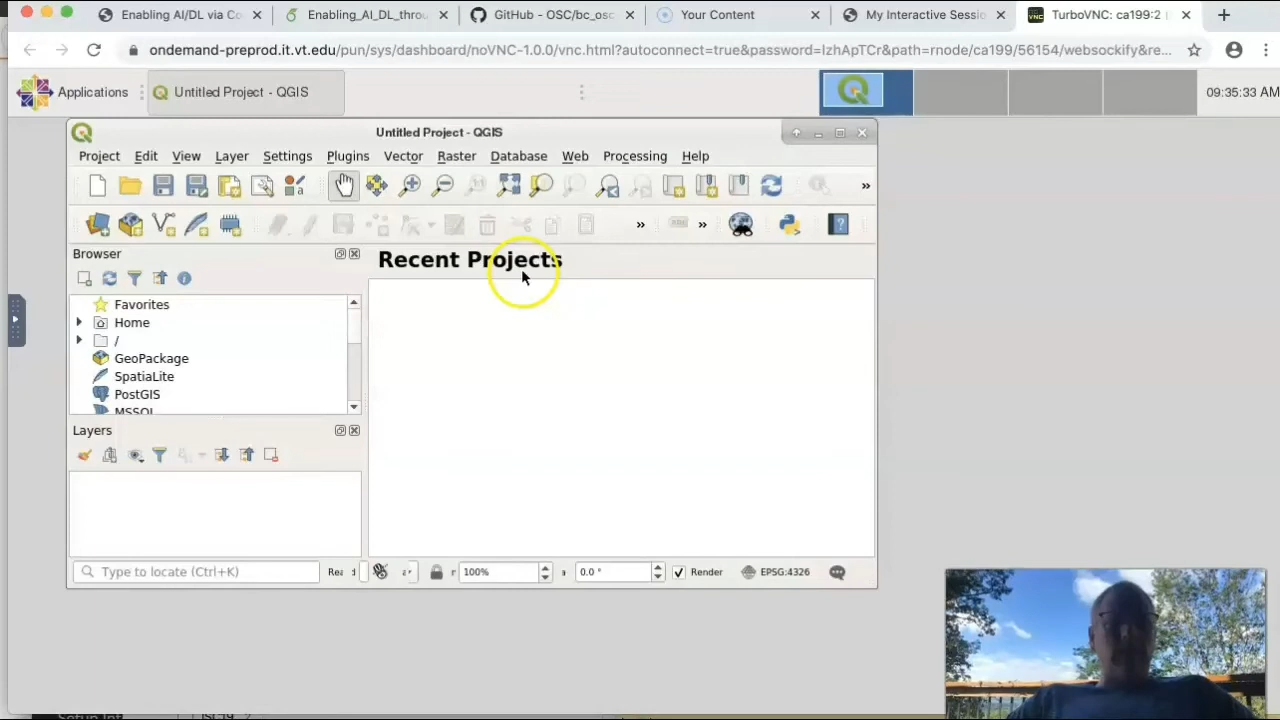 Enabling AI/DL via Co
Enabling_AI_DL_throu
GitHub - OSC/bc_osc
Your Content
My Interactive Sessio
TurboVNC: ca199:2
ondemand-preprod.it.vt.edu/pun/sys/dashboard/noVNC-1.0.0/vnc.html?autoconnect=true&password=IzhApTCr&path=rnode/ca199/56154/websockify&re...
Applications
Untitled Project - QGIS
09:35:33 AM
Untitled Project - QGIS
Project Edit View Layer Settings Plugins Vector Raster Database Web Processing Help
Browser
Recent Projects
Favorites
Home
/
GeoPackage
SpatiaLite
PostGIS
MSSQL
Layers
Type to locate (Ctrl+K)
100%
0.0 °
Render
EPSG:4326